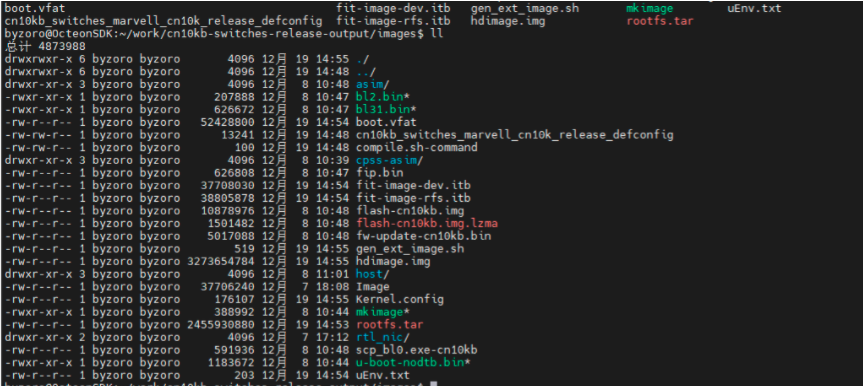 boot.vfat fit-image-dev.itb gen_ext_image.sh mkimage uEnv.txt
cn10kb_switches_marvell_cn10k_release_defconfig fit-image-rfs.itb hdimage.img rootfs.tar
byzoro@OcteonSDK:~/work/cn10kb-switches-release-output/images$ ll
总计 4873988
drwxrwxr-x 6 byzoro byzoro 4096 12月 19 14:55 ./
drwxrwxr-x 6 byzoro byzoro 4096 12月 19 14:48 ../
drwxrwxr-x 3 byzoro byzoro 4096 12月 8 10:48 asim/
-rwxr-xr-x 1 byzoro byzoro 207888 12月 8 10:47 bl2.bin*
-rwxr-xr-x 1 byzoro byzoro 626672 12月 8 10:47 bl31.bin*
-rw-r--r-- 1 byzoro byzoro 52428800 12月 19 14:54 boot.vfat
-rw-rw-r-- 1 byzoro byzoro 13241 12月 19 14:48 cn10kb_switches_marvell_cn10k_release_defconfig
-rw-rw-r-- 1 byzoro byzoro 100 19 12月 14:48 compile.sh-command
drwxr-xr-x 3 byzoro byzoro 4096 12月 8 10:39 cpss-asim/
-rw-r--r-- 1 byzoro byzoro 626808 12月 8 10:47 fip.bin
-rw-r--r-- 1 byzoro byzoro 37708030 12月 19 14:54 fit-image-dev.itb
-rw-r--r-- 1 byzoro byzoro 38805878 12月 19 14:54 fit-image-rfs.itb
-rw-r--r-- 1 byzoro byzoro 10878976 12月 8 10:48 flash-cn10kb.img
-rw-r--r-- 1 byzoro byzoro 1501482 12月 8 10:48 flash-cn10kb.img.lzma
-rw-r--r-- 1 byzoro byzoro 5017088 12月 8 10:48 fw-update-cn10kb.bin
-rw-r--r-- 1 byzoro byzoro 519 12月 19 14:55 gen_ext_image.sh
-rw-r--r-- 1 byzoro byzoro 3273654784 12月 19 14:55 hdimage.img
drwxr-xr-x 3 byzoro byzoro 4096 12月 8 11:01 host/
-rw-r--r-- 1 byzoro byzoro 37706240 12月 7 18:08 Image
-rw-r--r-- 1 byzoro byzoro 176107 12月 19 14:55 Kernel.config
-rwxr-xr-x 1 byzoro byzoro 388992 12月 8 10:44 mkimage*
-rw-r--r-- 1 byzoro byzoro 2455930880 12月 19 14:53 rootfs.tar
drwxr-xr-x 2 byzoro byzoro 4096 12月 7 17:12 rtl_nic/
-rw-r--r-- 1 byzoro byzoro 591936 12月 8 10:48 scp_bl0.exe-cn10kb
-rwxr-xr-x 1 byzoro byzoro 1183672 12月 8 10:44 u-boot-nodtb.bin*
-rw-r--r-- 1 byzoro byzoro 203 12月 19 14:54 uEnv.txt